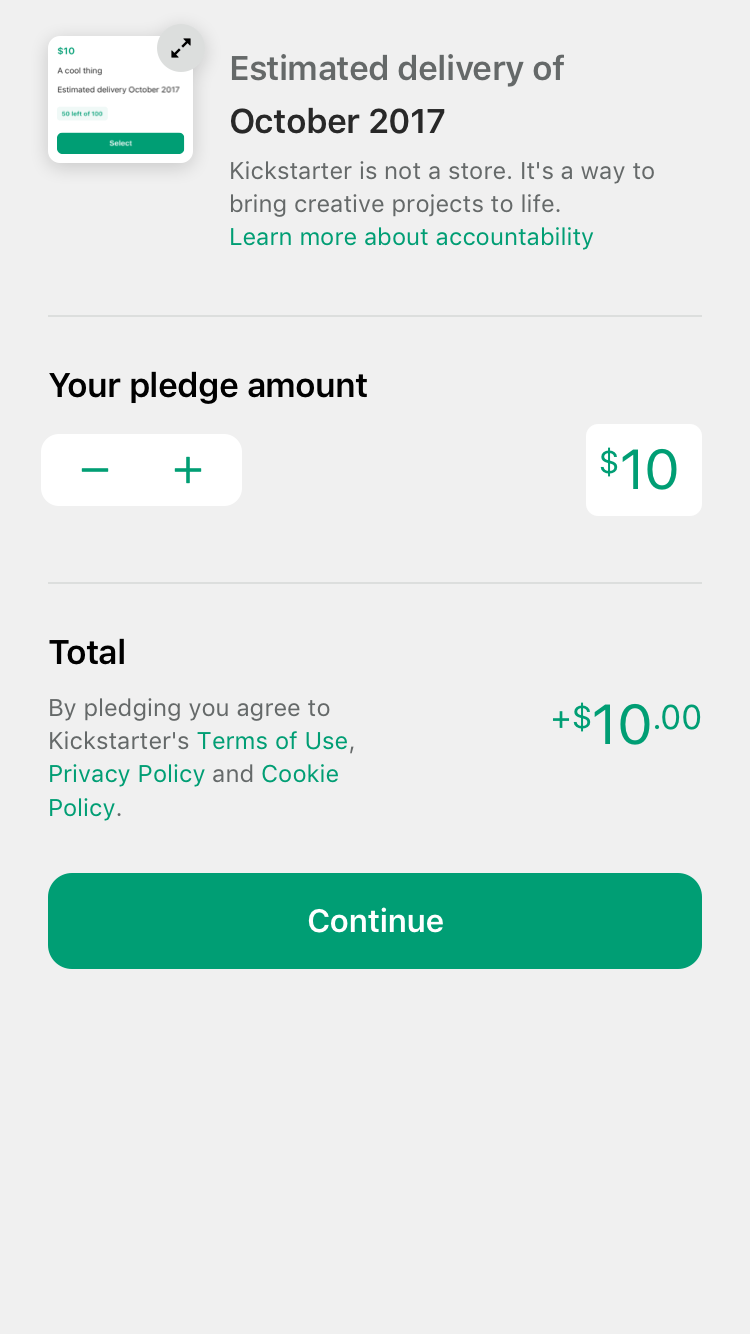 $10
A cool thing
Estimated delivery October 2017
50 left of 100
Select
Estimated delivery of
October 2017
Kickstarter is not a store. It's a way to
bring creative projects to life.
Learn more about accountability
Your pledge amount
$10
Total
By pledging you agree to
Kickstarter's Terms of Use,
Privacy Policy and Cookie
Policy.
+$10.00
Continue